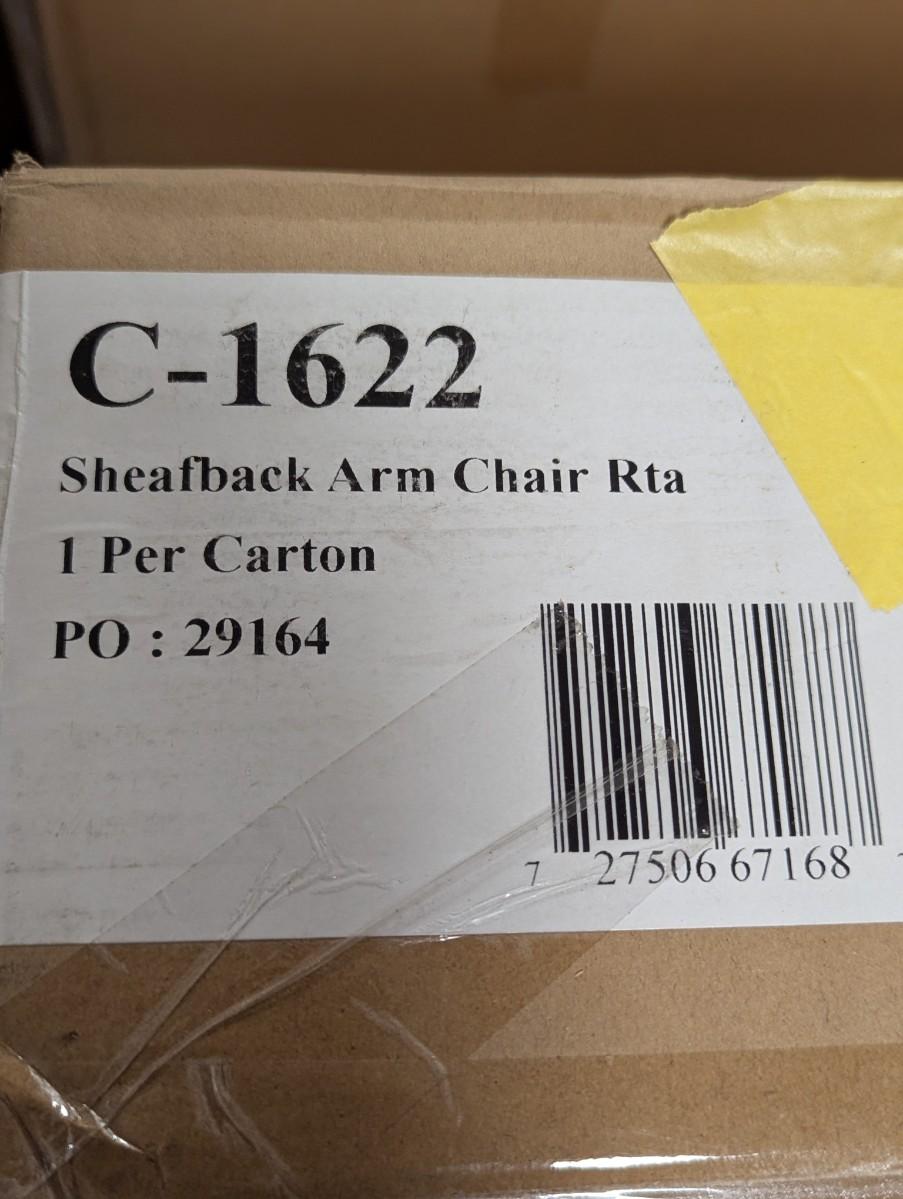 C-1622
Sheafback Arm Chair Rta
1 Per Carton
PO : 29164
7 27506 67168